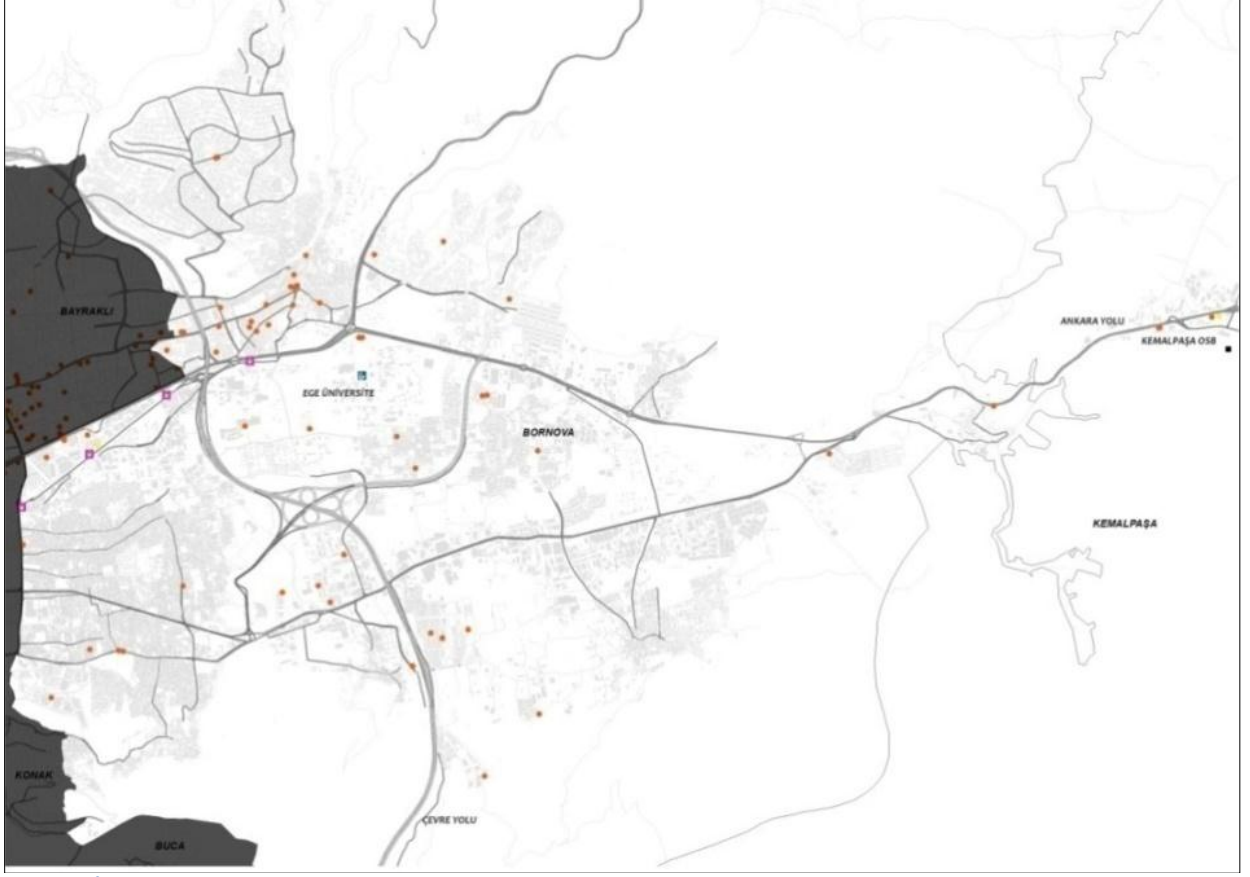 BAYRAKLI
ANKARA YOLU
KEMALPAŞA OSB
EGE ÜNİVERSİTE
BORNOVA
KEMALPAŞA
KONAK
ÇEVRE YOLU
BUCA